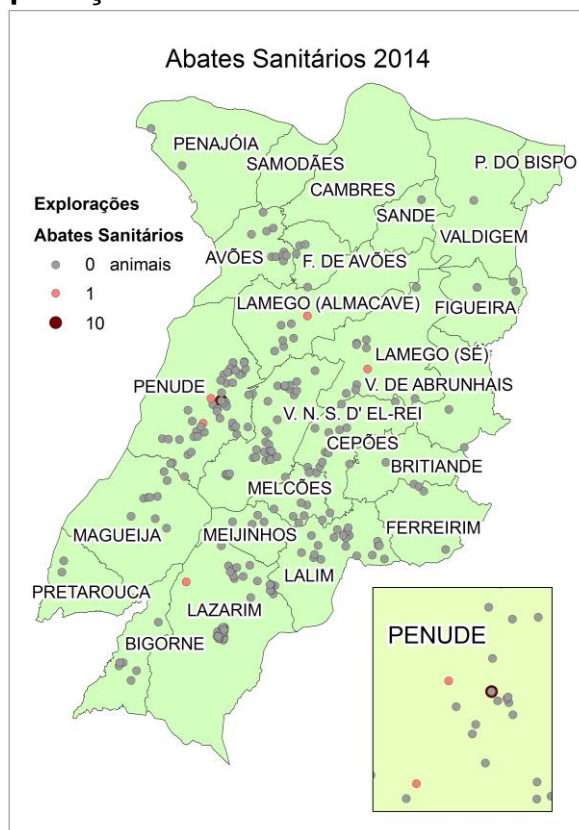 Abates Sanitários 2014
PENAJÓIA
SAMODÃES
P. DO BISPO
CAMBRES
Explorações
SANDE
Abates Sanitários
VALDIGEM
0 animais
AVÕES
F. DE AVÕES
1
LAMEGO (ALMACAVE)
FIGUEIRA
10
LAMEGO (SÉ)
PENUDE
V. DE ABRUNHAIS
V. N. S. D' EL-REI
CEPÕES
BRITIANDE
MELCÕES
MAGUEIJA
MEIJINHOS
FERREIRIM
LALIM
PRETAROUCA
LAZARIM
BIGORNE
PENUDE